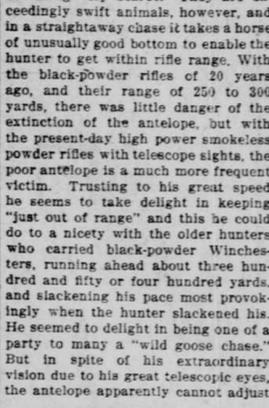 ceedingly swift animals, however, and
in a straightaway chase it takes a horse
of unusually good bottom to enable the
hunter to get within rifle range. With
the black-powder rifles of 20 years
ago, and their range of 250 to 300
yards, there was little danger of the
extinction of the antelope, but with
the present-day high power smokeless
powder rifles with telescope sights, the
poor antelope is a much more frequent
victim. Trusting to his great speed
he seems to take delight in keeping
"just out of range" and this he could
do to a nicety with the older hunters
who carried black-powder Winches-
ters, running ahead about three hun-
dred and fifty or four hundred yards,
and slackening his pace most provok-
ingly when the hunter slackened his.
He seemed to delight in being one of a
party to many a "wild goose chase."
But in spite of his extraordinary
vision due to his great telescopic eyes,
the antelope apparently cannot adjust